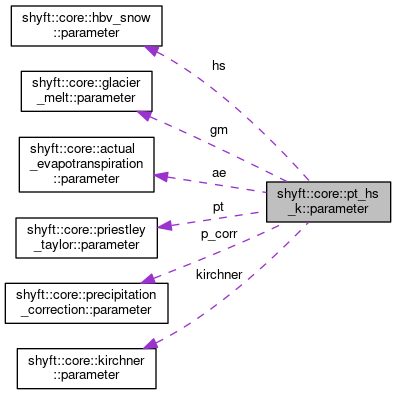 shyft::core::hbv_snow
::parameter
hs
shyft::core::glacier
_melt::parameter
gm
shyft::core::actual
_evapotranspiration
::parameter
ae
shyft::core::pt_hs
_k::parameter
pt
shyft::core::priestley
_taylor::parameter
p_corr
shyft::core::precipitation
_correction::parameter
kirchner
shyft::core::kirchner
::parameter